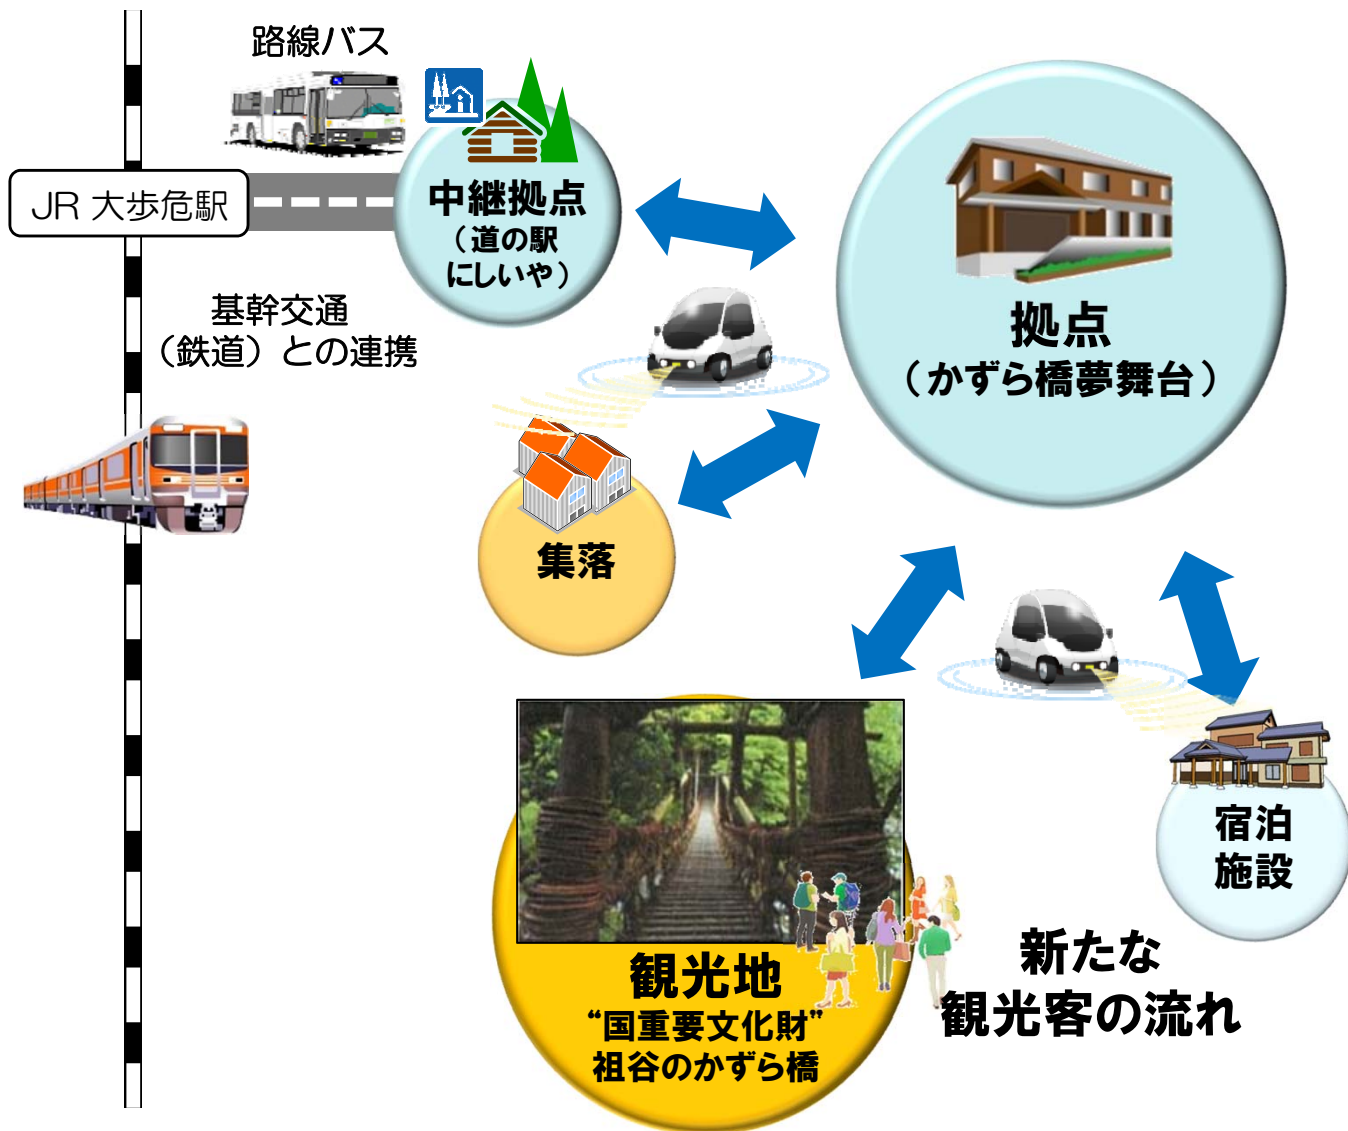 路線バス
JR 大歩危駅
中継拠点
（道の駅
にしいや）
基幹交通
（鉄道）との連携
拠点
（かずら橋夢舞台）
集落
宿泊
施設
観光地
“国重要文化財”
祖谷のかずら橋
新たな
観光客の流れ